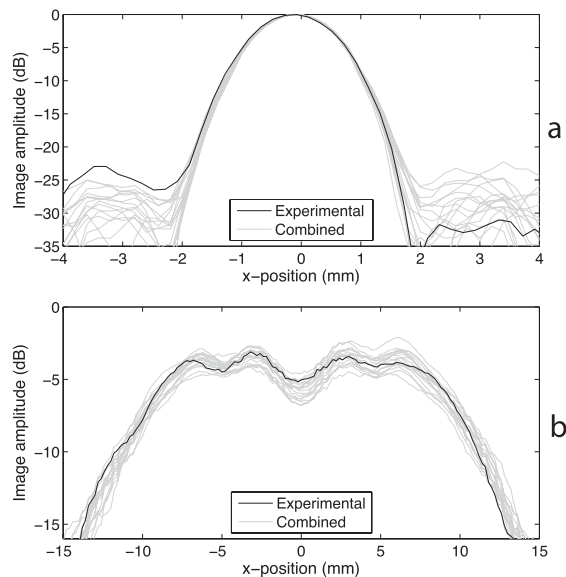 0
−5
−10
−15
−20
−25
−30
−35
Image amplitude (dB)
Experimental
Combined
−4 −3 −2 −1 0 1 2 3 4
x−position (mm)
a
0
−5
−10
−15
Image amplitude (dB)
Experimental
Combined
−15 −10 −5 0 5 10 15
x−position (mm)
b